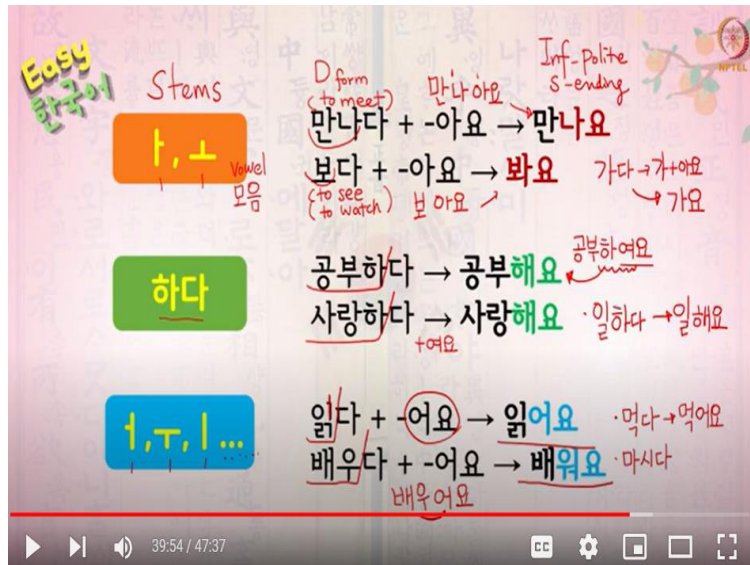 Easy
한국어
Stems
D form
(to meet)
만나아요
Inf-polite
S-ending
NPTEL
ㅏ, ㅗ
vowel
모음
만나다 + -아요 → 만나요
보다 + -아요 → 봐요
(to see
(to watch)
보아요
가다 → 가+아요
→ 가요
하다
공부하다 → 공부해요
공부하여요
사랑하다 → 사랑해요
+여요
·일하다 → 일해요
ㅓ,ㅜ,ㅣ...
읽다 + -어요 → 읽어요
·먹다 → 먹어요
배우다 + -어요 → 배워요
·마시다
배우어요
39:54 / 47:37
CC